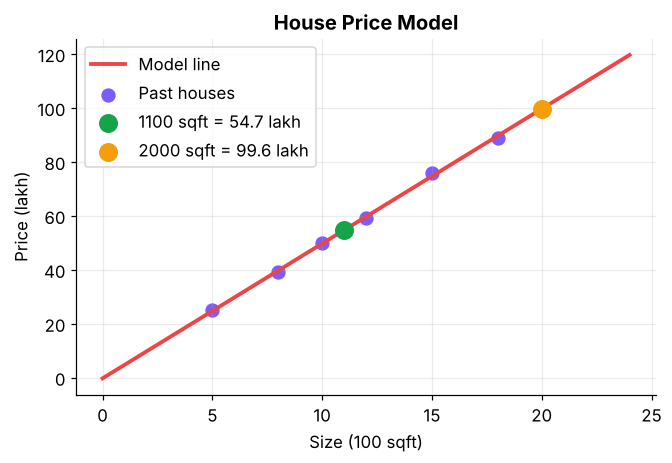 House Price Model
Model line
Past houses
1100 sqft = 54.7 lakh
2000 sqft = 99.6 lakh
120
100
80
60
40
20
0
Price (lakh)
0 5 10 15 20 25
Size (100 sqft)